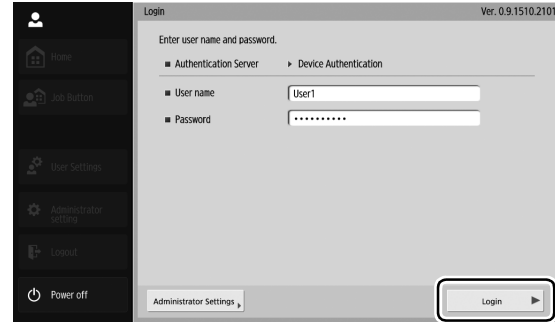 Login
Ver. 0.9.1510.2101
Enter user name and password.
Authentication Server
Device Authentication
User name
User1
Password
••••••••••
Home
Job Button
User Settings
Administrator
setting
Logout
Power off
Administrator Settings
Login